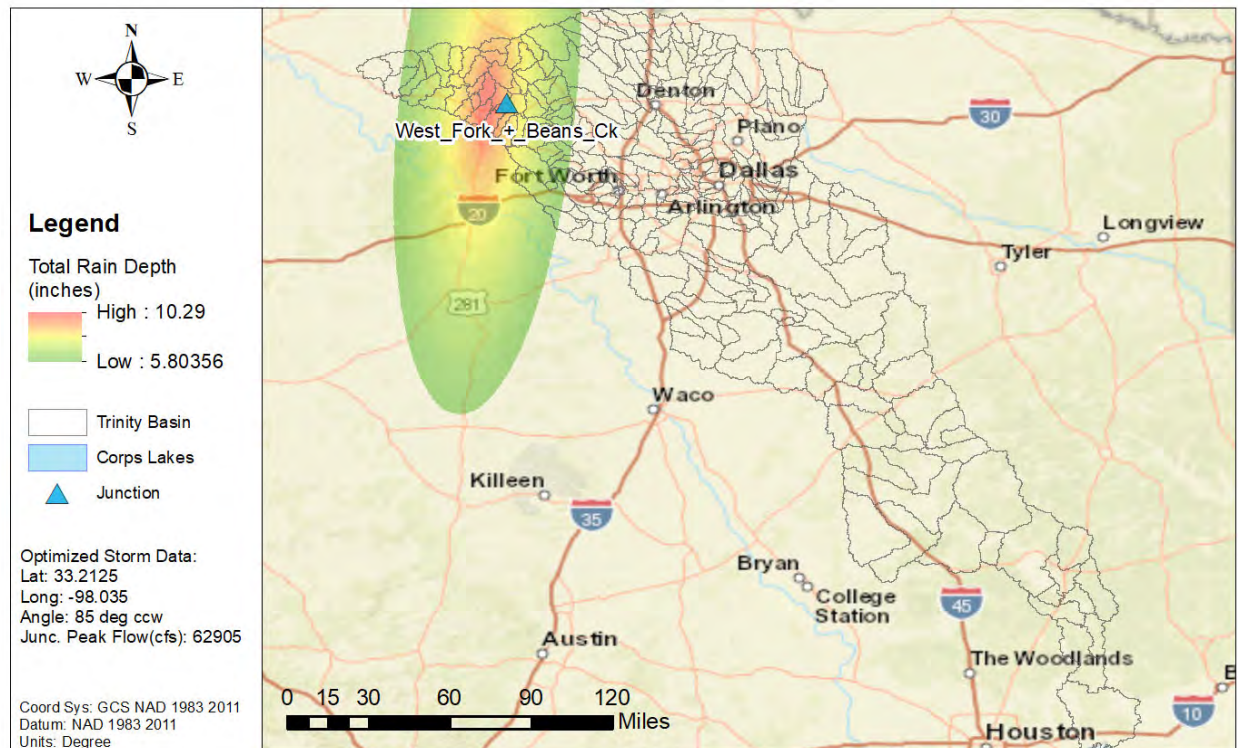 N
W
E
S
Legend
Total Rain Depth
(inches)
High : 10.29
Low : 5.80356
Trinity Basin
Corps Lakes
Junction
Optimized Storm Data:
Lat: 33.2125
Long: -98.035
Angle: 85 deg ccw
Junc. Peak Flow(cfs): 62905
Coord Sys: GCS NAD 1983 2011
Datum: NAD 1983 2011
Units: Degree
Denton
30
West_Fork_+_Beans_Ck
Plano
Fort Worth
Dallas
20
Arlington
Longview
Tyler
281
Waco
Killeen
35
Bryan
College
Station
45
Austin
The Woodlands
B
10
Houston
0 15 30 60 90 120
Miles